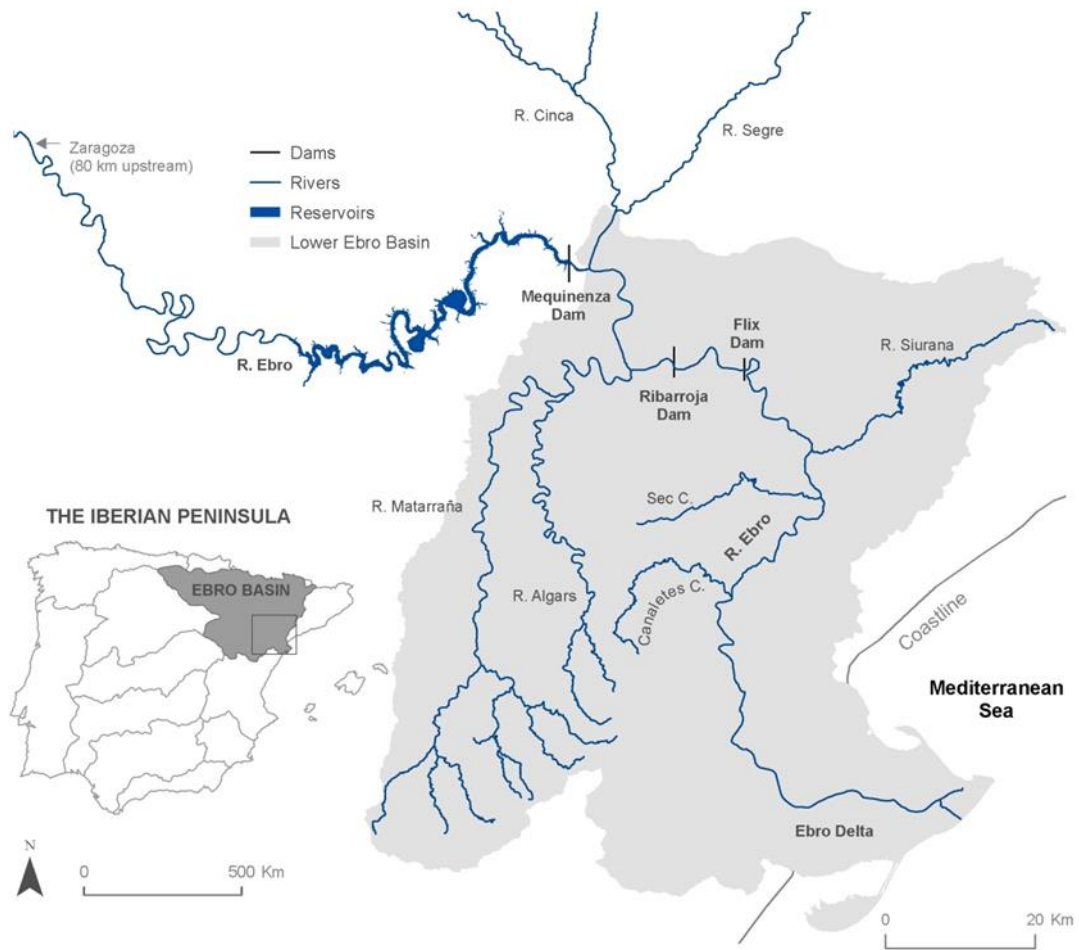 R. Cinca
R. Segre
Zaragoza
(80 km upstream)
Dams
Rivers
Reservoirs
Lower Ebro Basin
Mequinenza
Dam
Flix
Dam
R. Siurana
R. Ebro
Ribarroja
Dam
R. Matarraña
Sec C.
R. Ebro
THE IBERIAN PENINSULA
EBRO BASIN
R. Algars
Canaletes C.
Coastline
Mediterranean
Sea
Ebro Delta
N
0 500 Km
0 20 Km